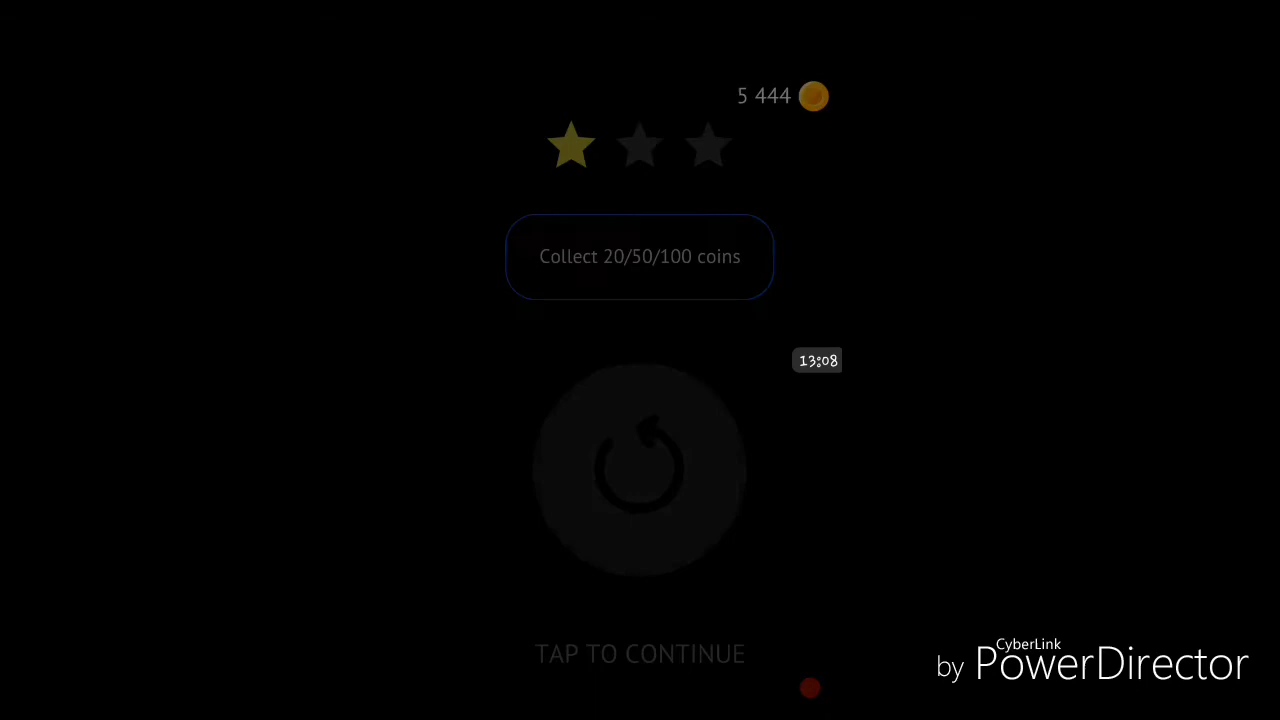 5 444
Collect 20/50/100 coins
13:08
TAP TO CONTINUE
CyberLink
by PowerDirector